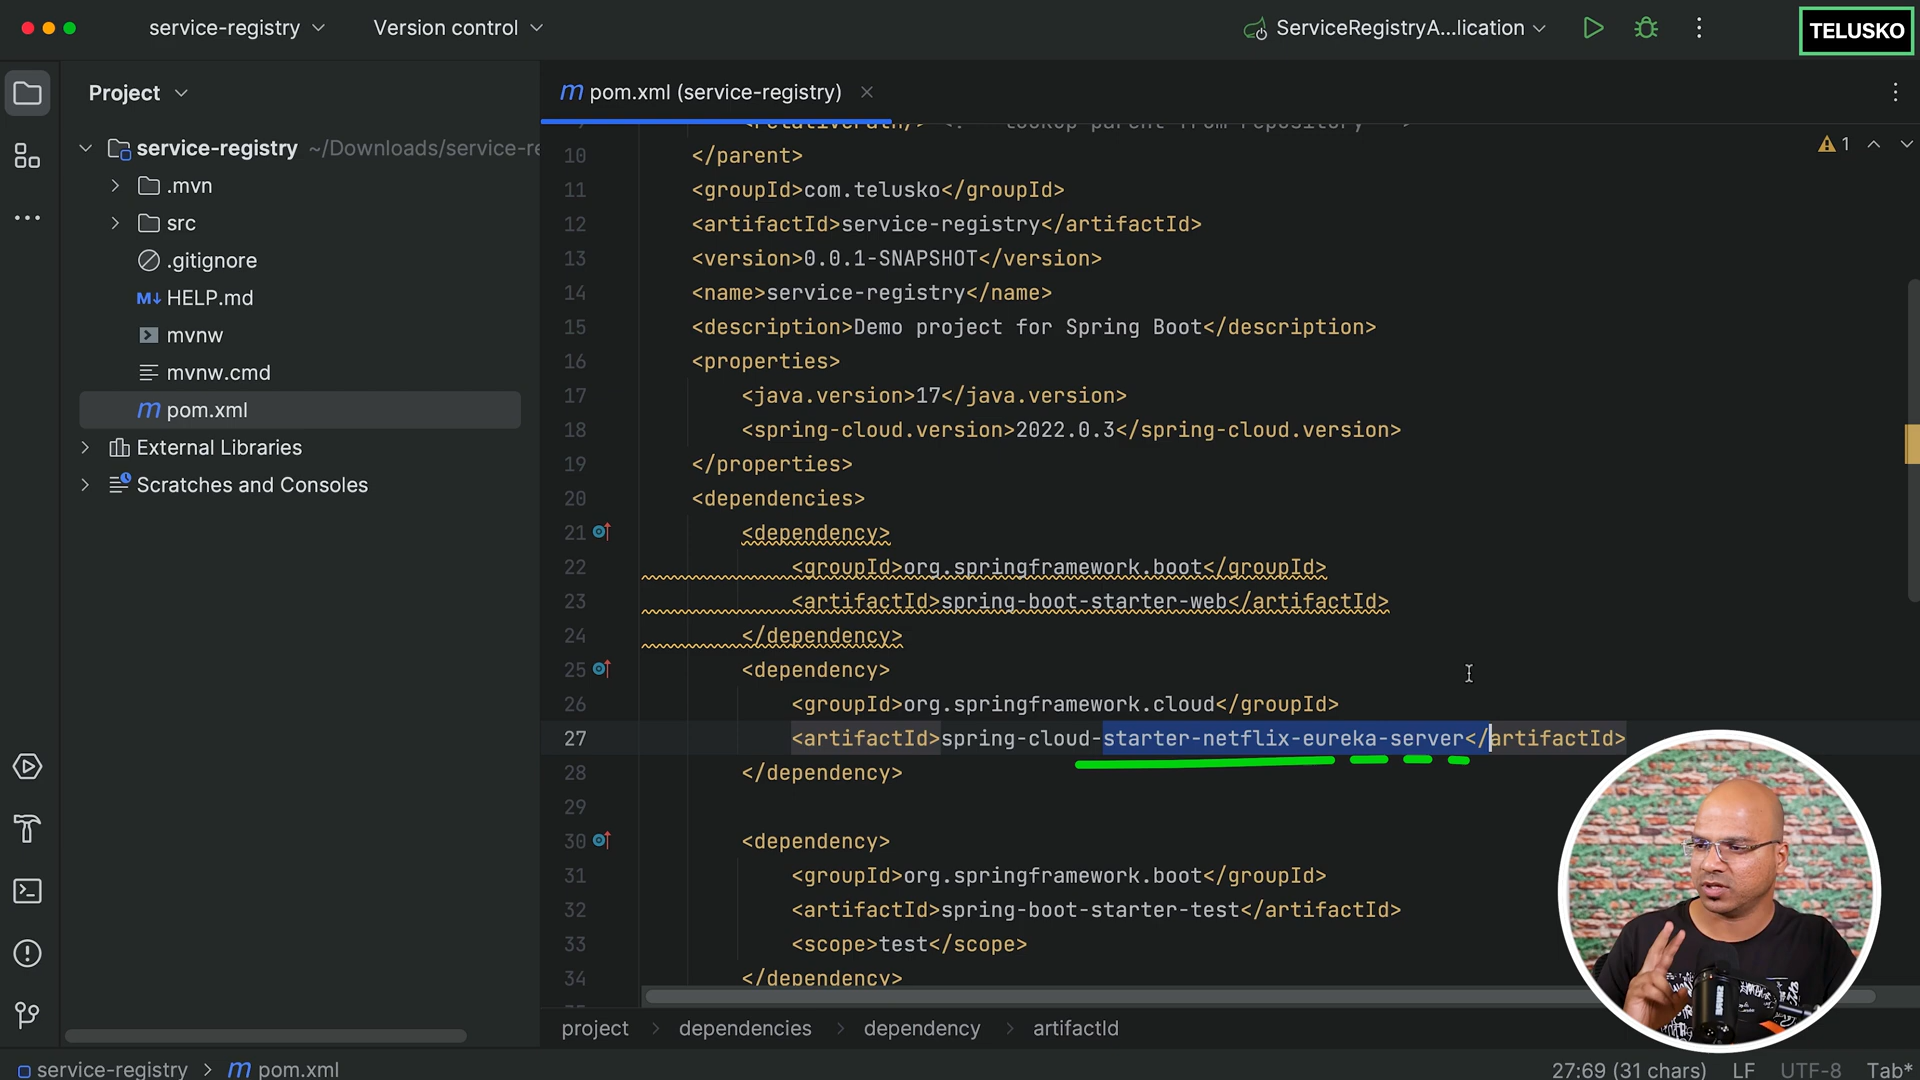 service-registry
Version control
ServiceRegistryA...lication
TELUSKO
Project
pom.xml (service-registry)
service-registry ~/Downloads/service-re
.mvn
src
.gitignore
M↓ HELP.md
mvnw
mvnw.cmd
m pom.xml
External Libraries
Scratches and Consoles
1
10 </parent>
11 <groupId>com.telusko</groupId>
12 <artifactId>service-registry</artifactId>
13 <version>0.0.1-SNAPSHOT</version>
14 <name>service-registry</name>
15 <description>Demo project for Spring Boot</description>
16 <properties>
17 <java.version>17</java.version>
18 <spring-cloud.version>2022.0.3</spring-cloud.version>
19 </properties>
20 <dependencies>
21 <dependency>
22 <groupId>org.springframework.boot</groupId>
23 <artifactId>spring-boot-starter-web</artifactId>
24 </dependency>
25 <dependency>
26 <groupId>org.springframework.cloud</groupId>
27 <artifactId>spring-cloud-starter-netflix-eureka-server</artifactId>
28 </dependency>
29
30 <dependency>
31 <groupId>org.springframework.boot</groupId>
32 <artifactId>spring-boot-starter-test</artifactId>
33 <scope>test</scope>
34 </dependency>
project > dependencies > dependency > artifactId
service-registry > m pom.xml
27:69 (31 chars) LF UTF-8 Tab*